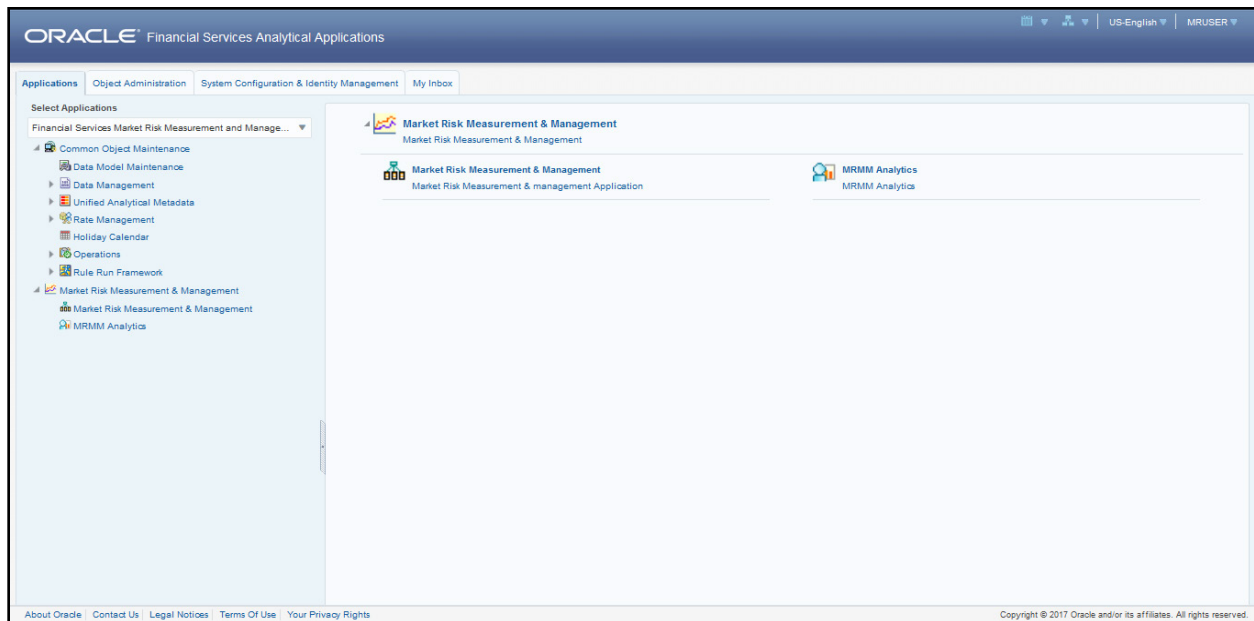 ORACLE® Financial Services Analytical Applications
US-English
MRUSER
Applications
Object Administration
System Configuration & Identity Management
My Inbox
Select Applications
Financial Services Market Risk Measurement and Manage...
Common Object Maintenance
Data Model Maintenance
Data Management
Unified Analytical Metadata
Rate Management
Holiday Calendar
Operations
Rule Run Framework
Market Risk Measurement & Management
Market Risk Measurement & Management
MRMM Analytics
Market Risk Measurement & Management
Market Risk Measurement & Management
Market Risk Measurement & Management
Market Risk Measurement & management Application
MRMM Analytics
MRMM Analytics
About Oracle
Contact Us
Legal Notices
Terms Of Use
Your Privacy Rights
Copyright © 2017 Oracle and/or its affiliates. All rights reserved.